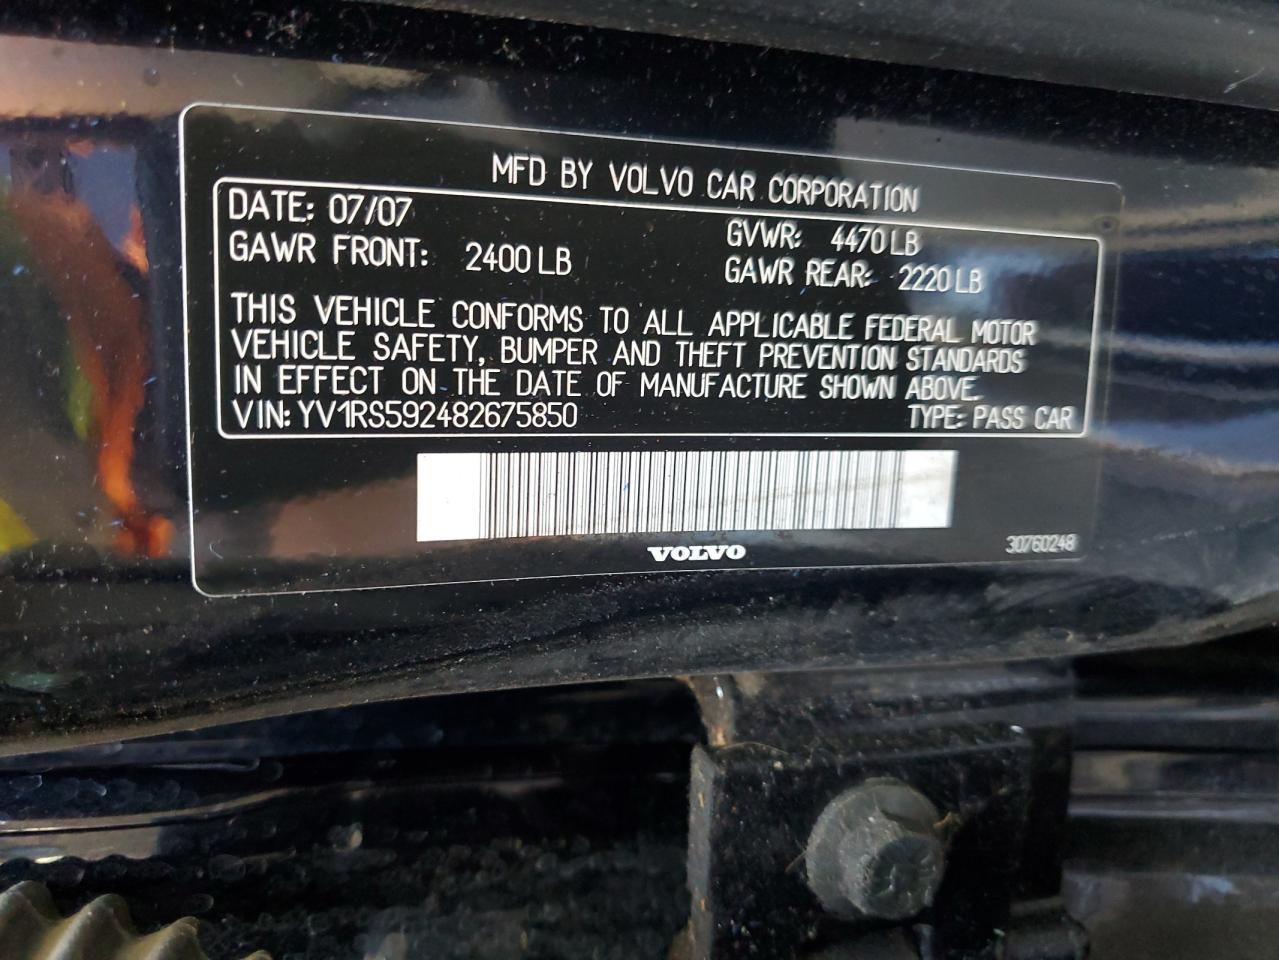 MFD BY VOLVO CAR CORPORATION
DATE: 07/07
GVWR: 4470 LB
GAWR FRONT: 2400 LB
GAWR REAR: 2220 LB
THIS VEHICLE CONFORMS TO ALL APPLICABLE FEDERAL MOTOR
VEHICLE SAFETY, BUMPER AND THEFT PREVENTION STANDARDS
IN EFFECT ON THE DATE OF MANUFACTURE SHOWN ABOVE.
VIN: YV1RS592482675850 TYPE: PASS CAR
VOLVO
30760248